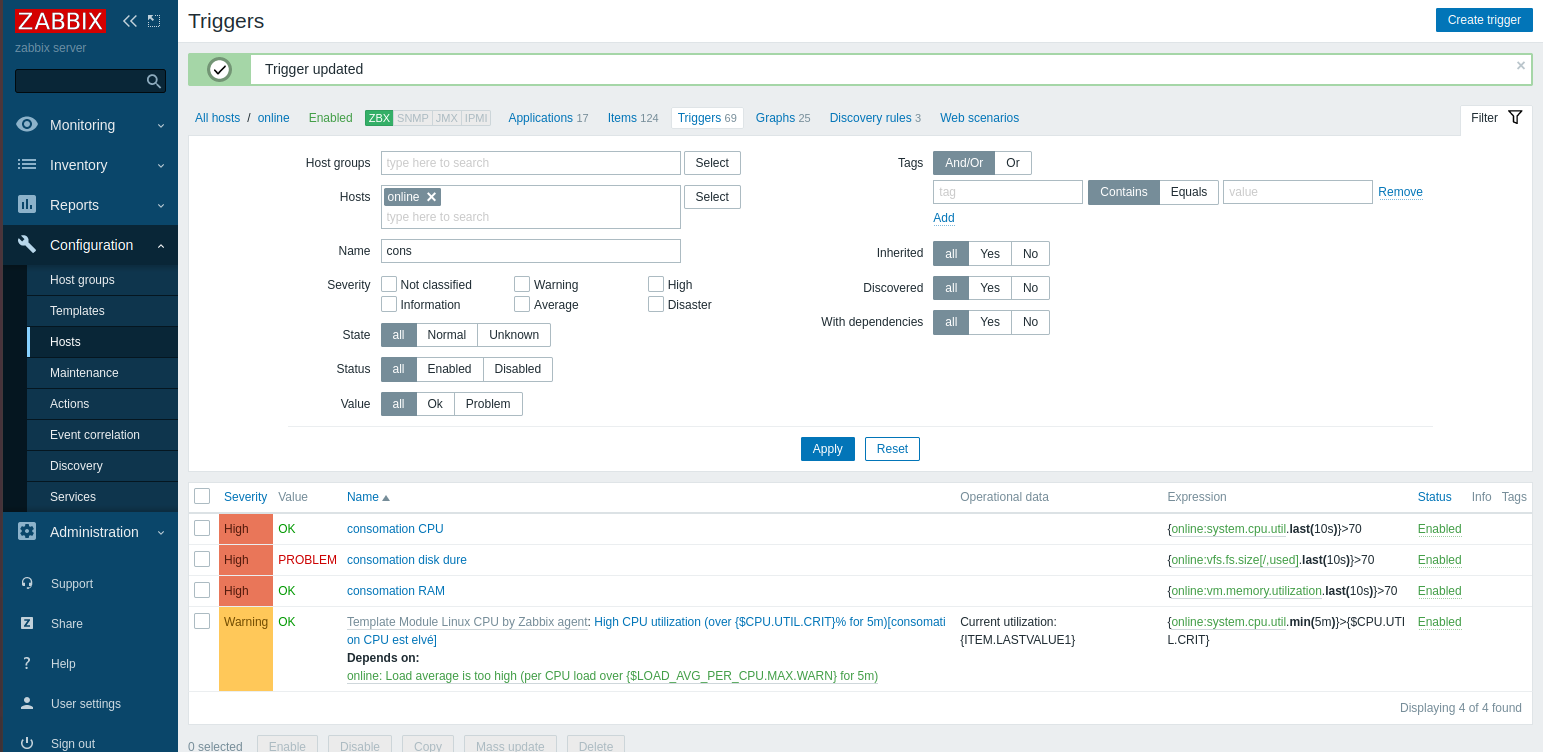 ZABBIX
zabbix server
Monitoring
Inventory
Reports
Configuration
Host groups
Templates
Hosts
Maintenance
Actions
Event correlation
Discovery
Services
Administration
Support
Z Share
? Help
User settings
Sign out
Triggers
Create trigger
Trigger updated
All hosts / online Enabled ZBX SNMP JMX IPMI Applications 17 Items 124 Triggers 69 Graphs 25 Discovery rules 3 Web scenarios
Filter
Host groups type here to search Select
Hosts online Select
type here to search
Name cons
Severity Not classified Warning High
Information Average Disaster
State all Normal Unknown
Status all Enabled Disabled
Value all Ok Problem
Tags And/Or Or
tag Contains Equals value Remove
Add
Inherited all Yes No
Discovered all Yes No
With dependencies all Yes No
Apply Reset
Severity Value Name Operational data Expression Status Info Tags
High OK consomation CPU {online:system.cpu.util.last(10s)}>70 Enabled
High PROBLEM consomation disk dure {online:vfs.fs.size[/,used].last(10s)}>70 Enabled
High OK consomation RAM {online:vm.memory.utilization.last(10s)}>70 Enabled
Warning OK Template Module Linux CPU by Zabbix agent: High CPU utilization (over {$CPU.UTIL.CRIT}% for 5m)[consomati Current utilization: {online:system.cpu.util.min(5m)}>{$CPU.UTI Enabled
on CPU est elvé] {ITEM.LASTVALUE1} L.CRIT}
Depends on:
online: Load average is too high (per CPU load over {$LOAD_AVG_PER_CPU.MAX.WARN} for 5m)
Displaying 4 of 4 found
0 selected Enable Disable Copy Mass update Delete